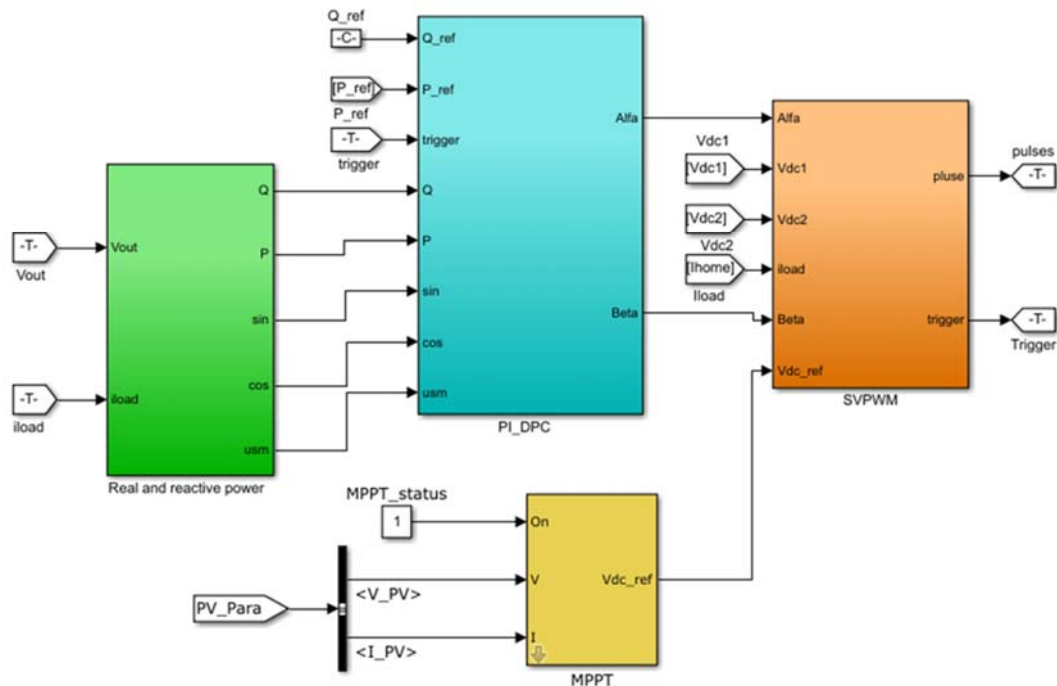 Q_ref
-C-
[P_ref]
P_ref
-T-
trigger
Q_ref
P_ref
trigger
Q
P
sin
cos
usm
Alfa
Beta
PI_DPC
-T-
Vout
-T-
iload
Vout
iload
Q
P
sin
cos
usm
Real and reactive power
Vdc1
[Vdc1]
[Vdc2]
Vdc2
[Ihome]
Iload
Alfa
Vdc1
Vdc2
iload
Beta
Vdc_ref
pluse
trigger
SVPWM
pulses
-T-
-T-
Trigger
MPPT_status
1
PV_Para
<V_PV>
<I_PV>
On
V
I
Vdc_ref
MPPT